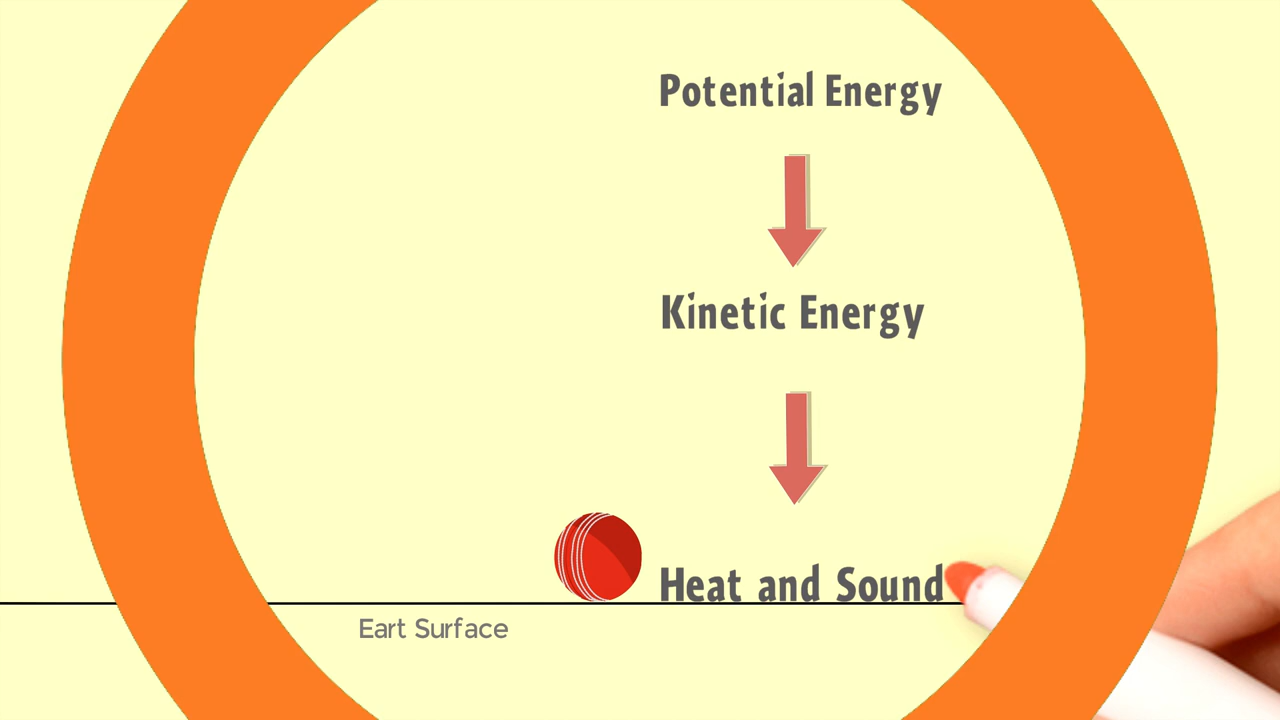 Potential Energy
Kinetic Energy
Heat and Sound
Eart Surface